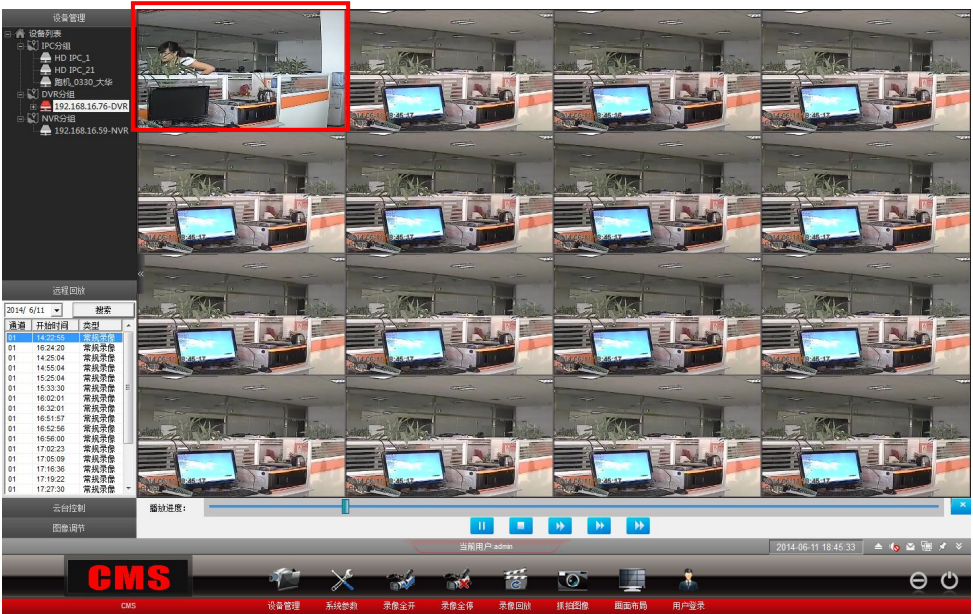 设备管理
设备列表
IPC分组
HD IPC_1
HD IPC_21
跑机_0330_大华
DVR分组
192.168.16.76-DVR
NVR分组
192.168.16.59-NVR
远程回放
2014/ 6/11 搜索
通道 开始时间 类型
01 14:22:55 常规录像
01 16:24:20 常规录像
01 14:25:04 常规录像
01 14:55:04 常规录像
01 15:25:04 常规录像
01 15:33:30 常规录像
01 16:02:01 常规录像
01 16:32:01 常规录像
01 16:51:57 常规录像
01 16:52:56 常规录像
01 16:56:00 常规录像
01 17:02:23 常规录像
01 17:05:09 常规录像
01 17:16:36 常规录像
01 17:19:22 常规录像
01 17:27:30 常规录像
云台控制
图像调节
播放进度:
当前用户:admin
2014-06-11 18:45:33
CMS
CMS
设备管理 系统参数 录像全开 录像全停 录像回放 抓拍图像 画面布局 用户登录